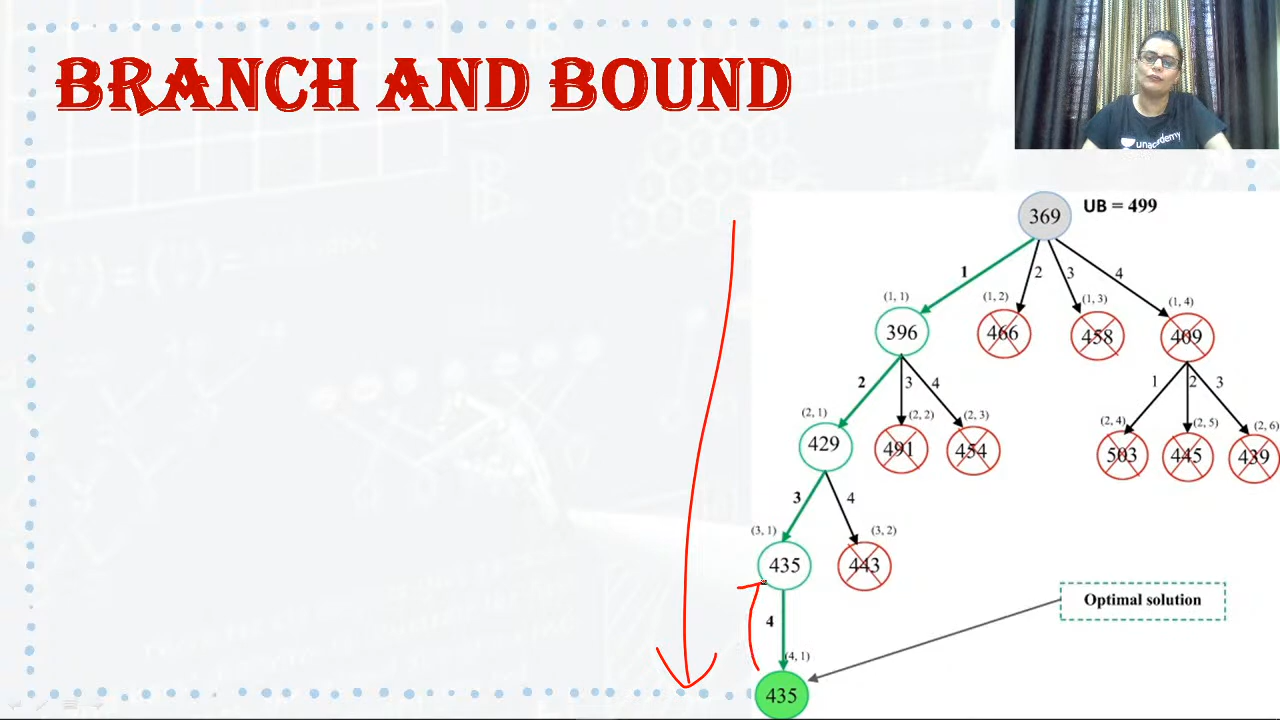 BRANCH AND BOUND
unacademy
369 UB = 499
1 2 3 4
(1, 1) (1, 2) (1, 3) (1, 4)
396 466 458 409
2 3 4 1 2 3
(2, 1) (2, 2) (2, 3) (2, 4) (2, 5) (2, 6)
429 491 454 503 445 439
3 4
(3, 1) (3, 2)
435 443
Optimal solution
4
(4, 1)
435